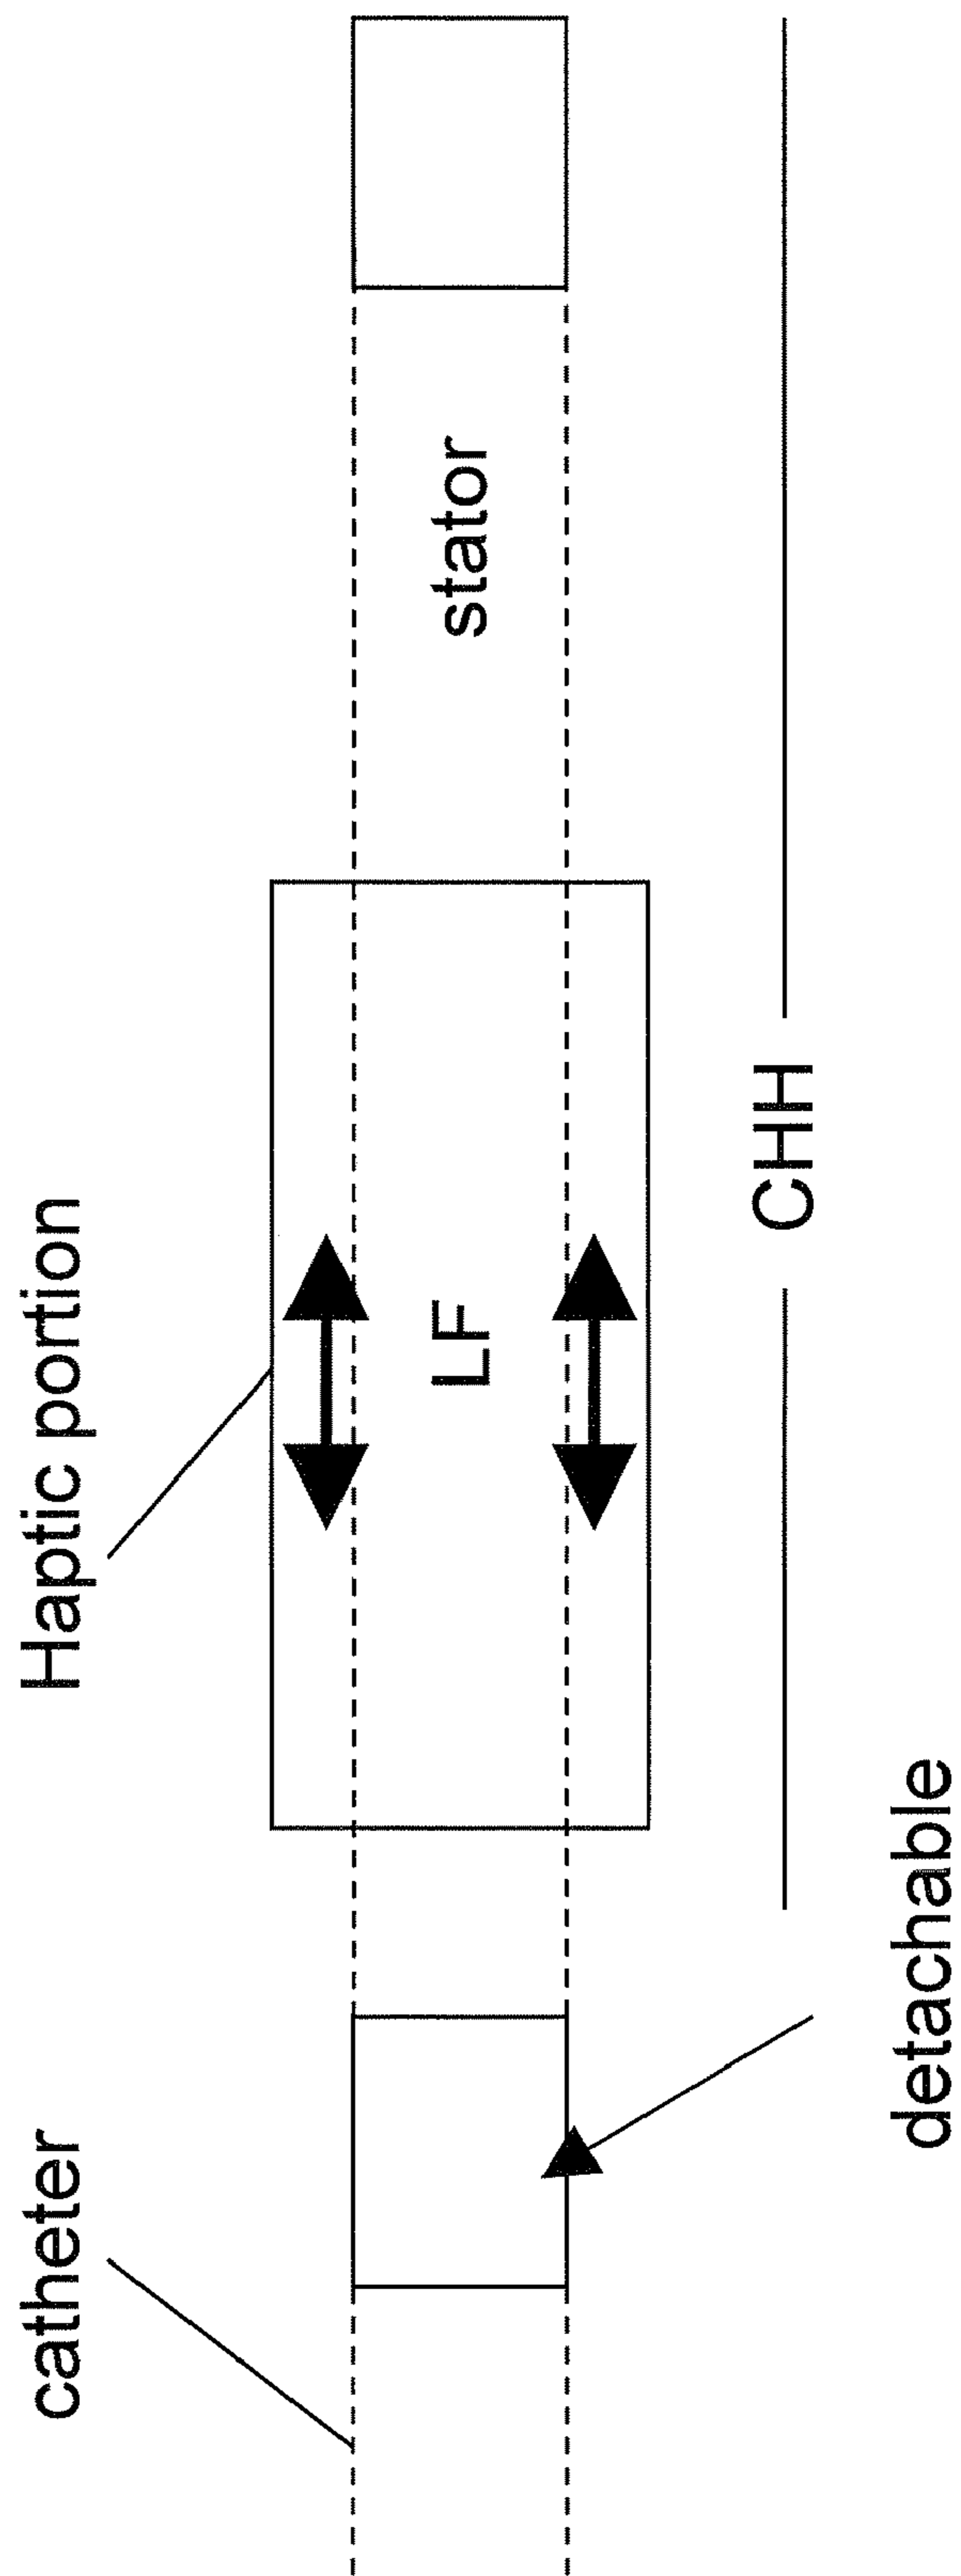 catheter
Haptic portion
LF
stator
CHH
detachable